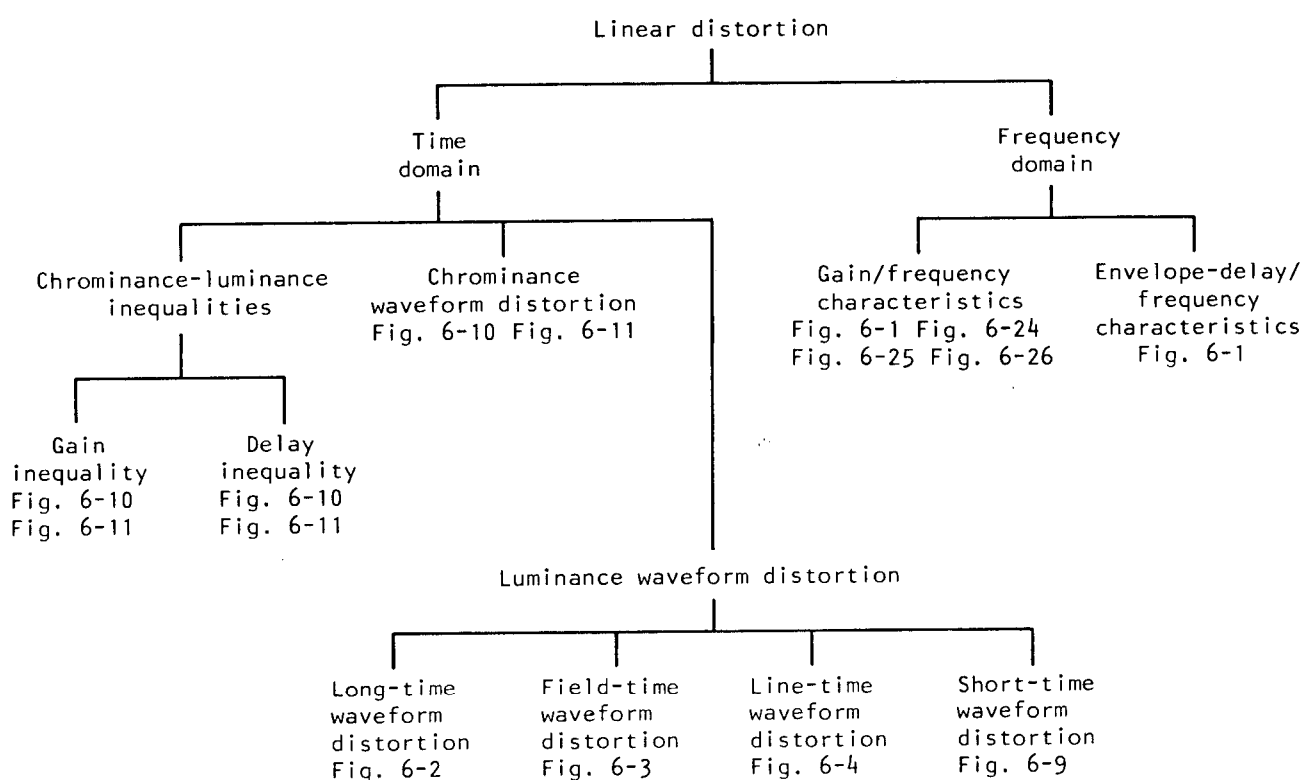 Linear distortion
Time
domain
Frequency
domain
Chrominance-luminance
inequalities
Chrominance
waveform distortion
Fig. 6-10 Fig. 6-11
Gain/frequency
characteristics
Fig. 6-1 Fig. 6-24
Fig. 6-25 Fig. 6-26
Envelope-delay/
frequency
characteristics
Fig. 6-1
Gain
inequality
Fig. 6-10
Fig. 6-11
Delay
inequality
Fig. 6-10
Fig. 6-11
Luminance waveform distortion
Long-time
waveform
distortion
Fig. 6-2
Field-time
waveform
distortion
Fig. 6-3
Line-time
waveform
distortion
Fig. 6-4
Short-time
waveform
distortion
Fig. 6-9